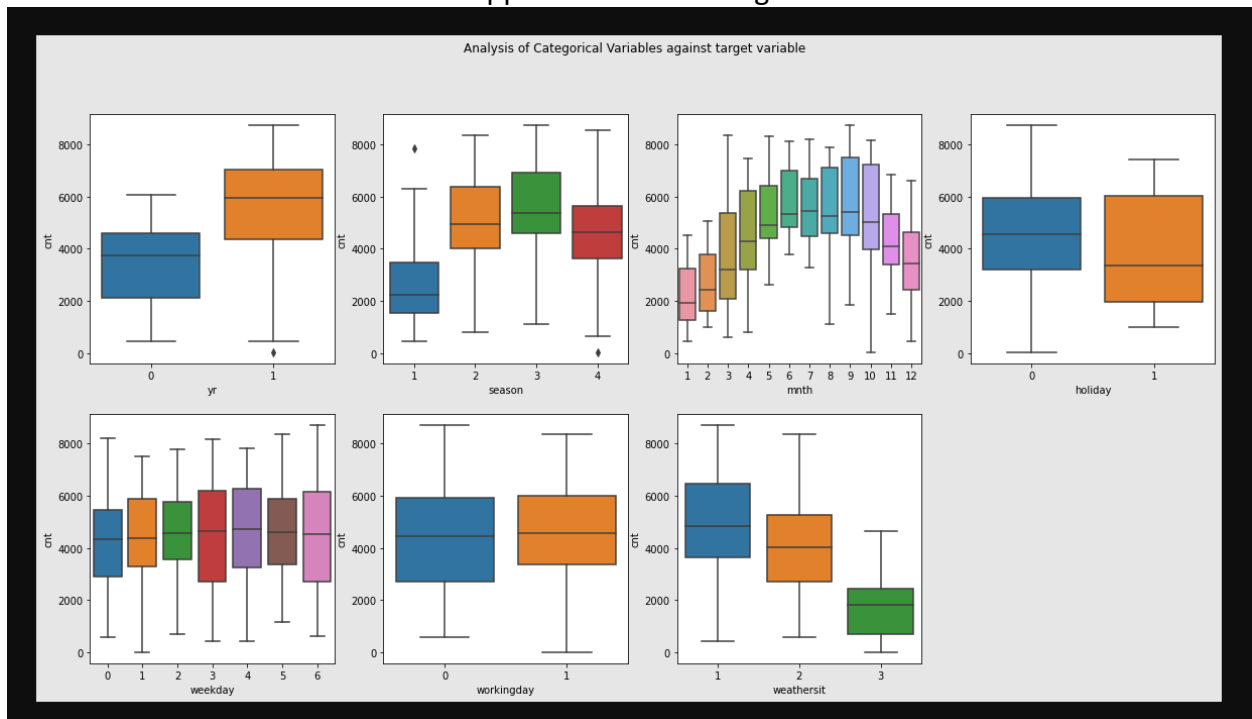 Analysis of Categorical Variables against target variable
cnt
8000
6000
4000
2000
0
0 1
yr
cnt
8000
6000
4000
2000
0
1 2 3 4
season
cnt
8000
6000
4000
2000
0
1 2 3 4 5 6 7 8 9 10 11 12
mnth
cnt
8000
6000
4000
2000
0
0 1
holiday
cnt
8000
6000
4000
2000
0
0 1 2 3 4 5 6
weekday
cnt
8000
6000
4000
2000
0
0 1
workingday
cnt
8000
6000
4000
2000
0
1 2 3
weathersit